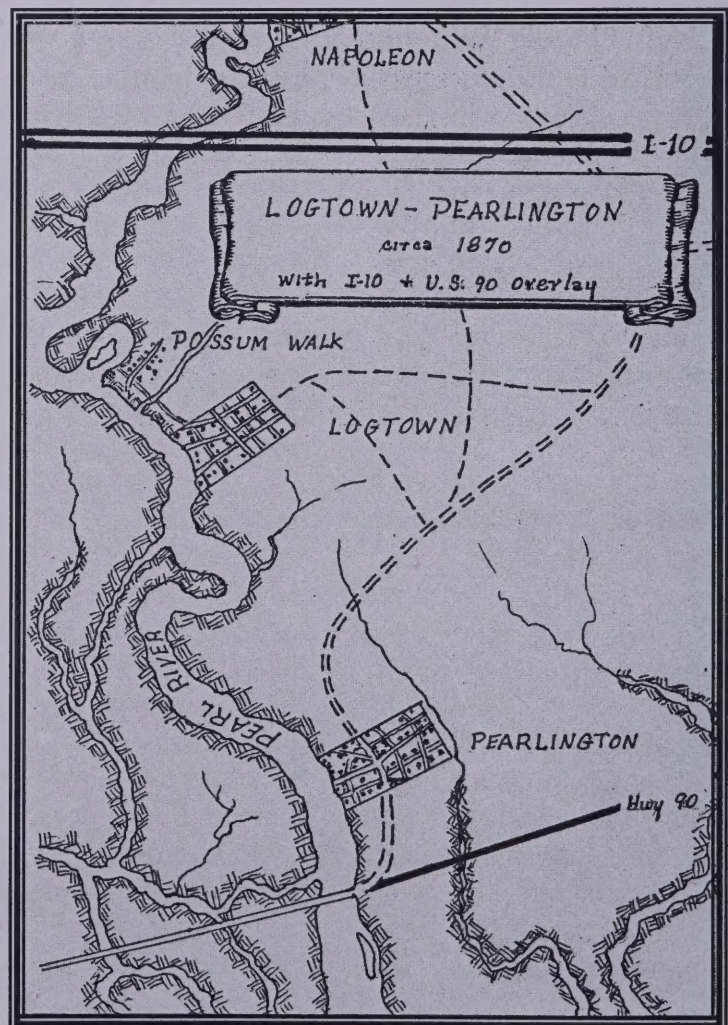 NAPOLEON
I-10
LOGTOWN - PEARLINGTON
circa 1870
with I-10 & U.S. 90 overlay
POSSUM WALK
LOGTOWN
PEARL RIVER
PEARLINGTON
Hwy 90